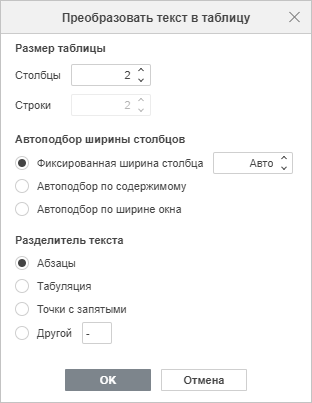 Преобразовать текст в таблицу
Размер таблицы
Столбцы 2
Строки 2
Автоподбор ширины столбцов
Фиксированная ширина столбца Авто
Автоподбор по содержимому
Автоподбор по ширине окна
Разделитель текста
Абзацы
Табуляция
Точки с запятыми
Другой -
OK Отмена